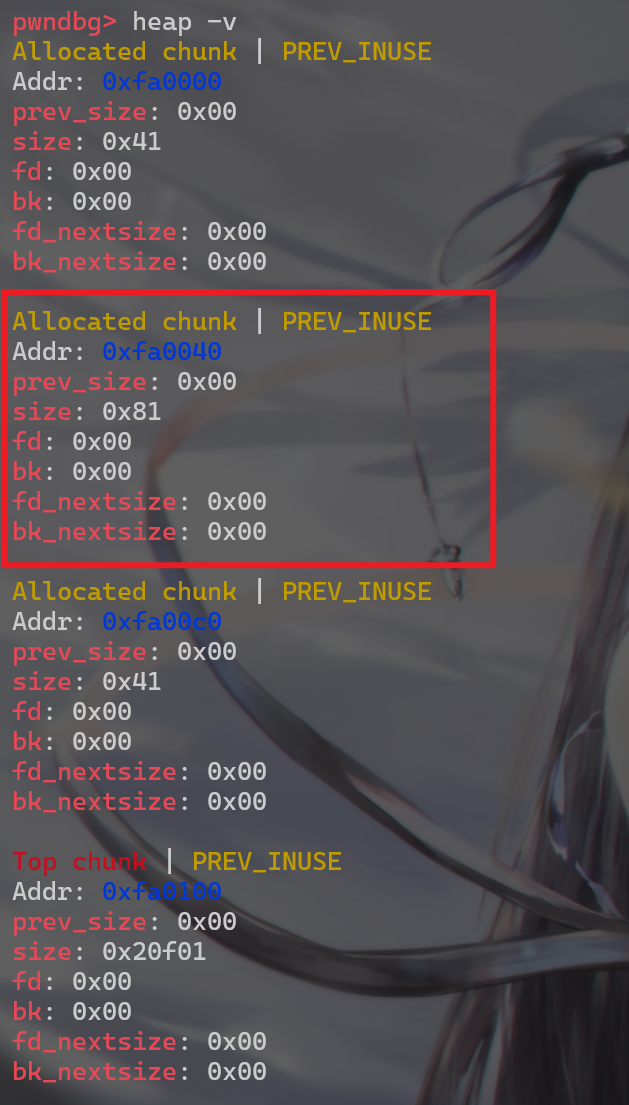 pwndbg> heap -v
Allocated chunk | PREV_INUSE
Addr: 0xfa0000
prev_size: 0x00
size: 0x41
fd: 0x00
bk: 0x00
fd_nextsize: 0x00
bk_nextsize: 0x00
Allocated chunk | PREV_INUSE
Addr: 0xfa0040
prev_size: 0x00
size: 0x81
fd: 0x00
bk: 0x00
fd_nextsize: 0x00
bk_nextsize: 0x00
Allocated chunk | PREV_INUSE
Addr: 0xfa00c0
prev_size: 0x00
size: 0x41
fd: 0x00
bk: 0x00
fd_nextsize: 0x00
bk_nextsize: 0x00
Top chunk | PREV_INUSE
Addr: 0xfa0100
prev_size: 0x00
size: 0x20f01
fd: 0x00
bk: 0x00
fd_nextsize: 0x00
bk_nextsize: 0x00